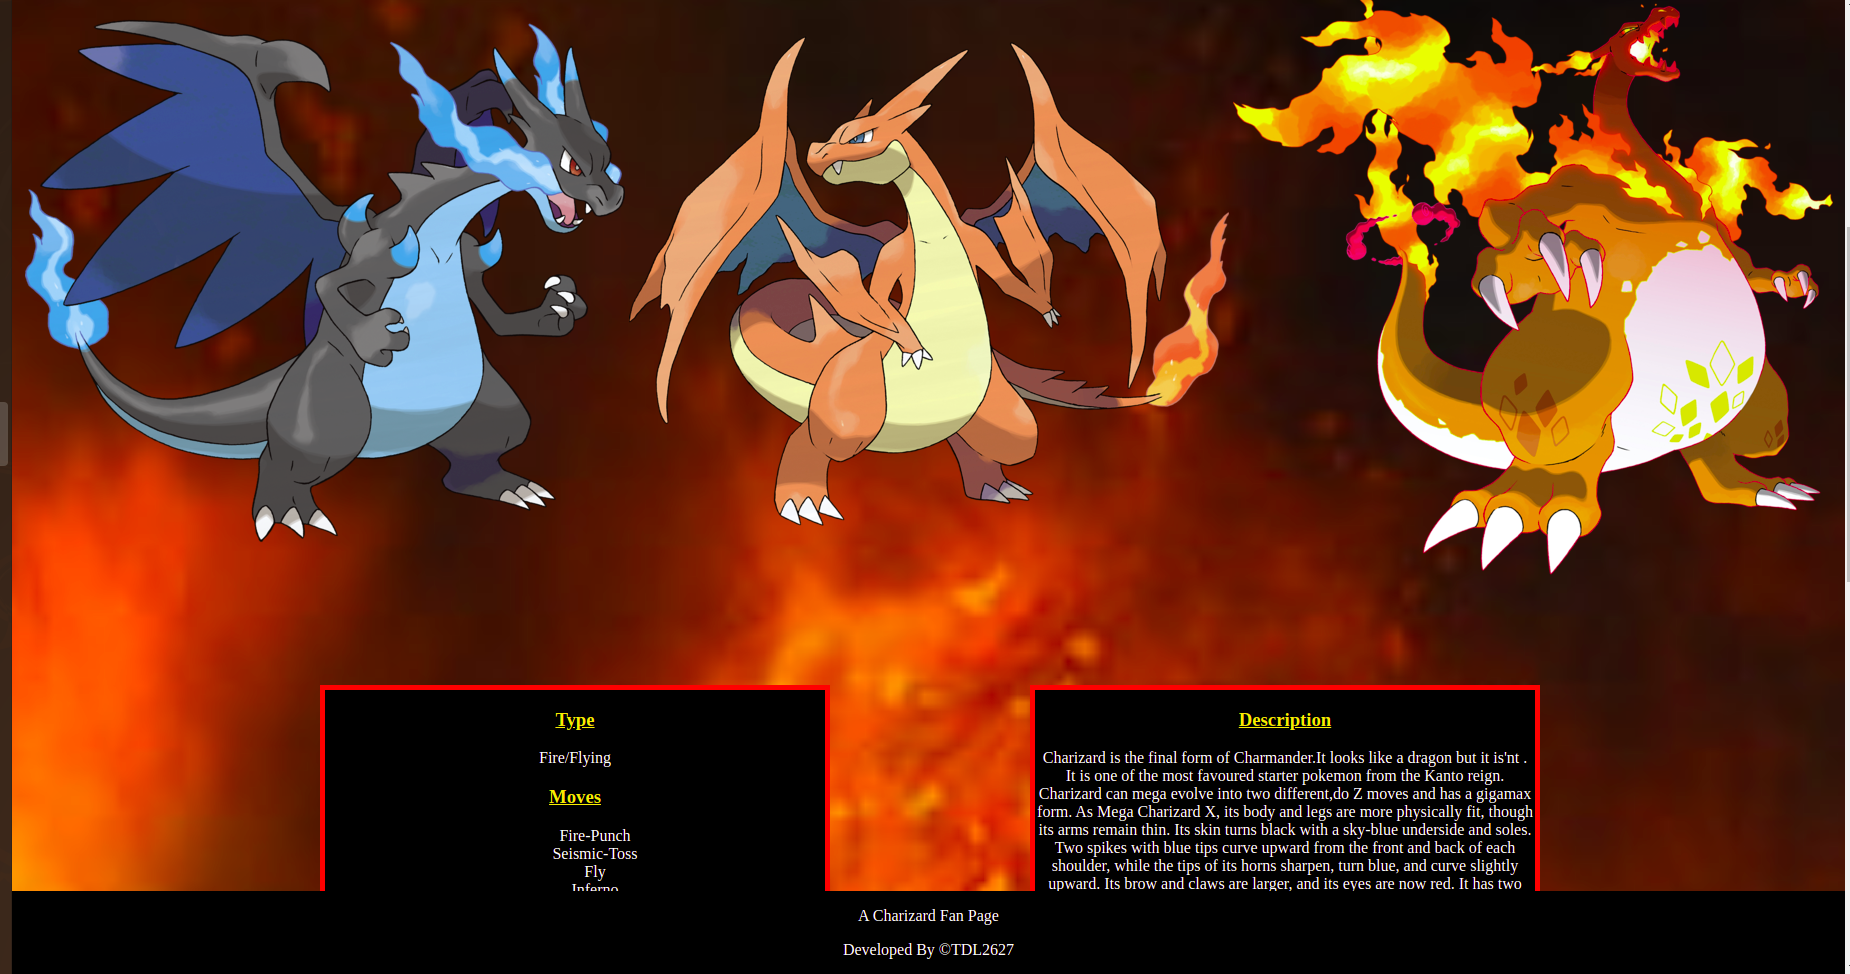 Type
Fire/Flying
Moves
Fire-Punch
Seismic-Toss
Fly
Inferno
Description
Charizard is the final form of Charmander.It looks like a dragon but it is'nt .
It is one of the most favoured starter pokemon from the Kanto reign.
Charizard can mega evolve into two different,do Z moves and has a gigamax
form. As Mega Charizard X, its body and legs are more physically fit, though
its arms remain thin. Its skin turns black with a sky-blue underside and soles.
Two spikes with blue tips curve upward from the front and back of each
shoulder, while the tips of its horns sharpen, turn blue, and curve slightly
upward. Its brow and claws are larger, and its eyes are now red. It has two
A Charizard Fan Page
Developed By ©TDL2627